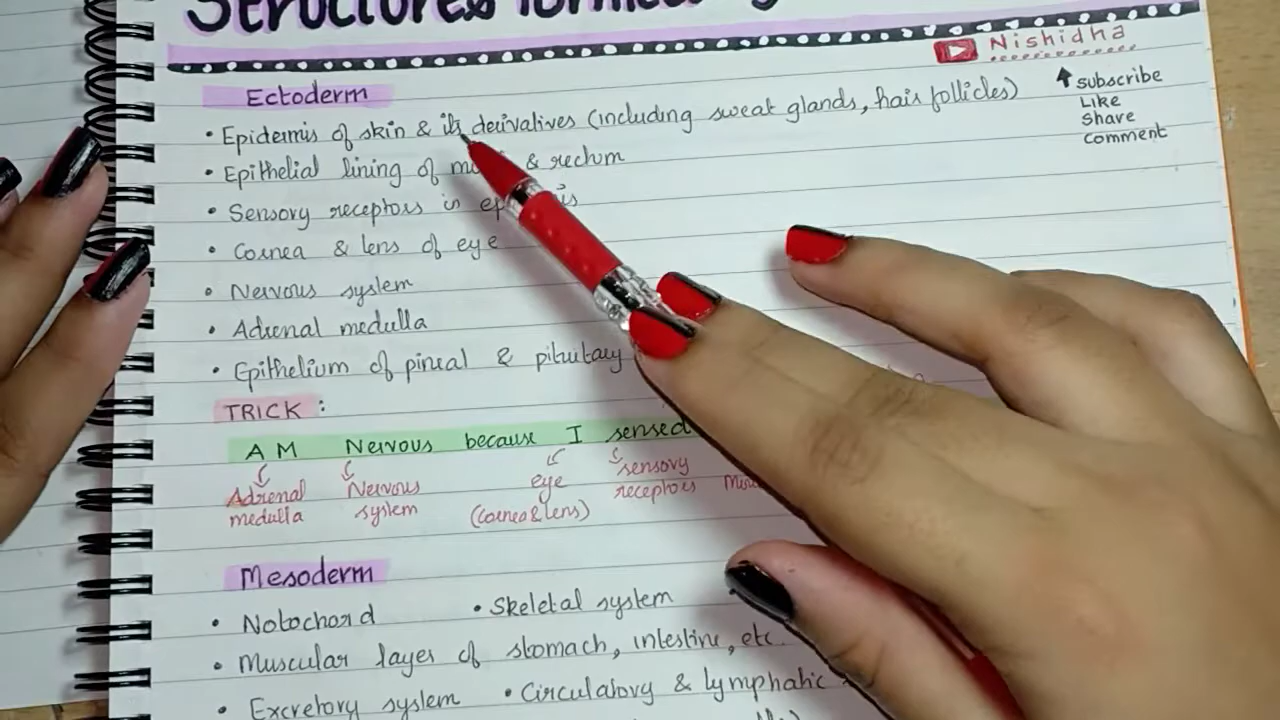 Nishidha
subscribe
Like
Share
comment
Ectoderm
• Epidermis of skin & its derivatives (including sweat glands, hair follicles)
• Epithelial lining of & rectum
• Sensory receptors in
• Cornea & lens of eye
• Nervous system
• Adrenal medulla
• Epithelium of pineal & pituitary
TRICK :
A M Nervous because I sensed
Adrenal medulla
Nervous system
eye (cornea & lens)
sensory receptors
Mesoderm
• Notochord • Skeletal system
• Muscular layer of stomach, intestine, etc.
• Excretory system • Circulatory & lymphatic